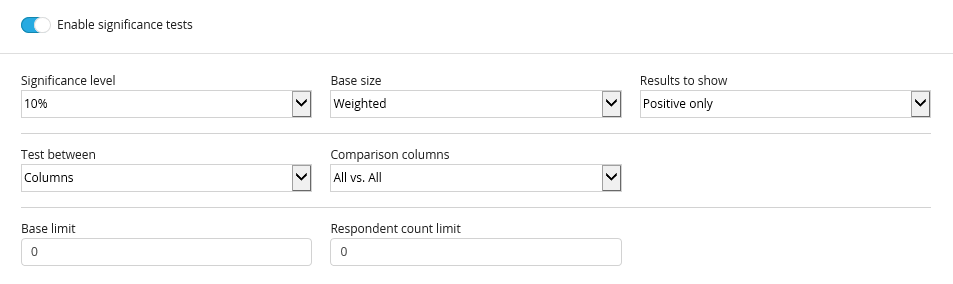 Enable significance tests
Significance level
Base size
Results to show
10%
Weighted
Positive only
Test between
Comparison columns
Columns
All vs. All
Base limit
Respondent count limit
0
0